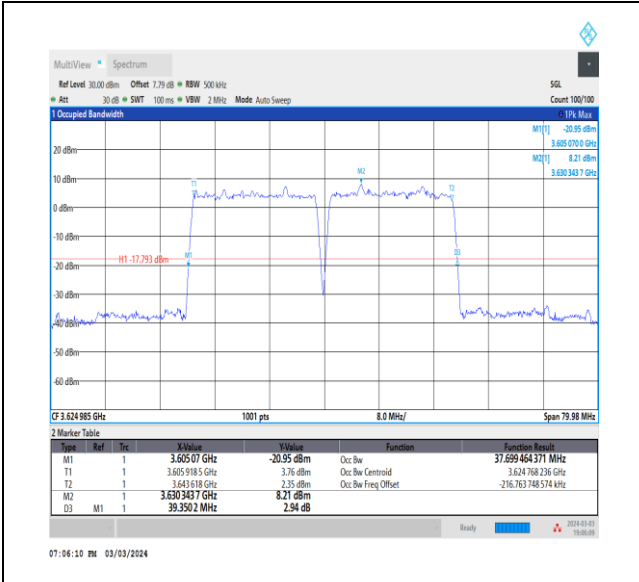 MultiView Spectrum
Ref Level 30.00 dBm Offset 7.79 dB RBW 500 kHz SGL
Att 30 dB SWT 100 ms VBW 2 MHz Mode Auto Sweep Count 100/100
1 Occupied Bandwidth 1Pk Max
M1[1] -20.95 dBm
3.605 070 0 GHz
M2[1] 8.21 dBm
3.630 343 7 GHz
20 dBm
10 dBm
0 dBm
-10 dBm
-20 dBm
-30 dBm
-40 dBm
-50 dBm
-60 dBm
T1
M2
T2
M1
D3
H1 -17.793 dBm
CF 3.624 985 GHz 1001 pts 8.0 MHz/ Span 79.98 MHz
2 Marker Table
Type Ref Trc X-Value Y-Value Function Function Result
M1 1 3.605 07 GHz -20.95 dBm Occ Bw 37.699 464 371 MHz
T1 1 3.605 918 5 GHz 3.76 dBm Occ Bw Centroid 3.624 768 236 GHz
T2 1 3.643 618 GHz 2.35 dBm Occ Bw Freq Offset -216.763 748 574 kHz
M2 1 3.630 343 7 GHz 8.21 dBm
D3 M1 1 39.350 2 MHz 2.94 dB
Ready 2024-03-03
19:06:09
07:06:10 PM 03/03/2024